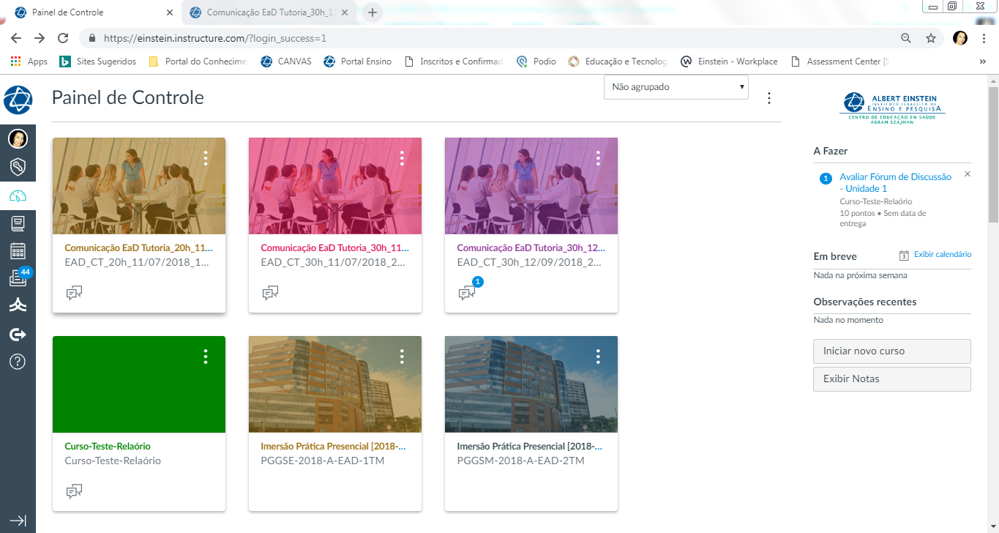 Painel de Controle
Comunicação EaD Tutoria_30h_1
https://einstein.instructure.com/?login_success=1
Apps
Sites Sugeridos
Portal do Conhecime
CANVAS
Portal Ensino
Inscritos e Confirmad
Podio
Educação e Tecnolog
Einstein - Workplace
Assessment Center [S
Painel de Controle
Não agrupado
ALBERT EINSTEIN
INSTITUTO ISRAELITA DE
ENSINO E PESQUISA
CENTRO DE EDUCAÇÃO EM SAÚDE
ABRAM SZAJMAN
44
Comunicação EaD Tutoria_20h_11...
EAD_CT_20h_11/07/2018_1...
Comunicação EaD Tutoria_30h_11...
EAD_CT_30h_11/07/2018_2...
Comunicação EaD Tutoria_30h_12...
EAD_CT_30h_12/09/2018_2...
1
Curso-Teste-Relaório
Curso-Teste-Relaório
Imersão Prática Presencial [2018-...
PGGSE-2018-A-EAD-1TM
Imersão Prática Presencial [2018-...
PGGSM-2018-A-EAD-2TM
A Fazer
1
Avaliar Fórum de Discussão
- Unidade 1
Curso-Teste-Relaório
10 pontos • Sem data de
entrega
Em breve
3
Exibir calendário
Nada na próxima semana
Observações recentes
Nada no momento
Iniciar novo curso
Exibir Notas